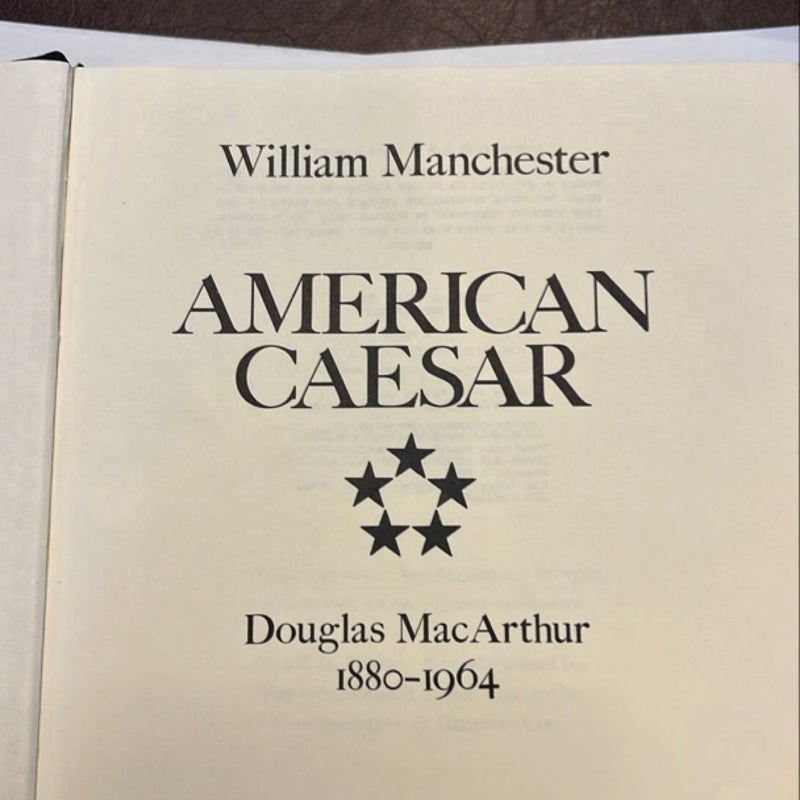 William Manchester
AMERICAN
CAESAR
Douglas MacArthur
1880–1964